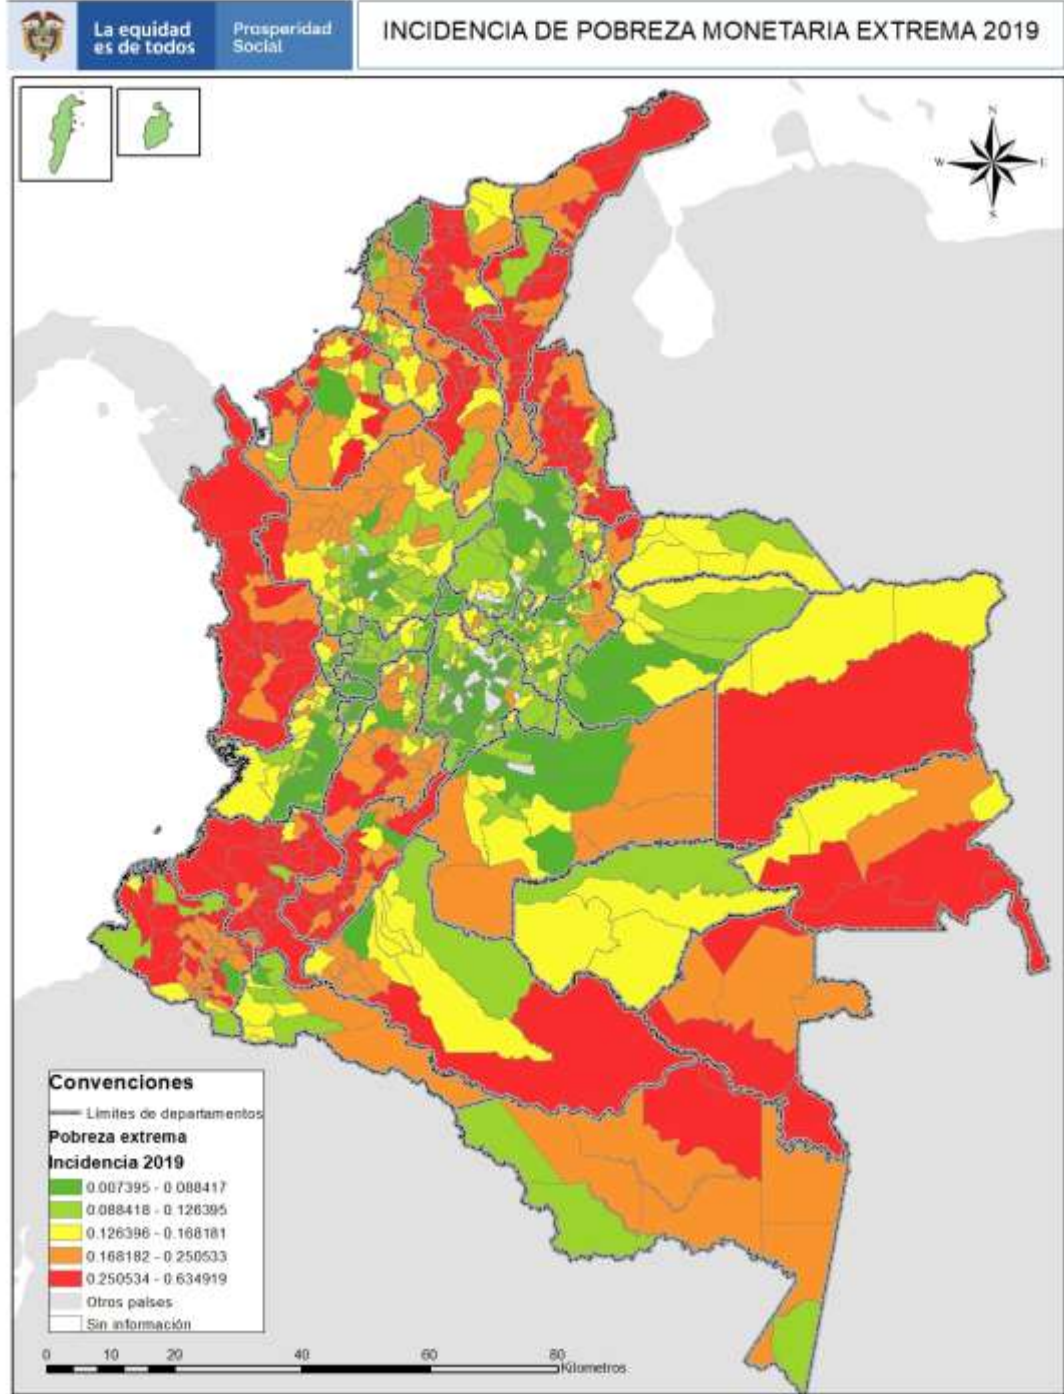 La equidad
es de todos
Prosperidad
Social
INCIDENCIA DE POBREZA MONETARIA EXTREMA 2019
N
W E
S
Convenciones
Límites de departamentos
Pobreza extrema
Incidencia 2019
0.007395 - 0.088417
0.088418 - 0.126395
0.126396 - 0.168181
0.168182 - 0.250533
0.250534 - 0.634919
Otros países
Sin información
0 10 20 40 60 80
Kilometros